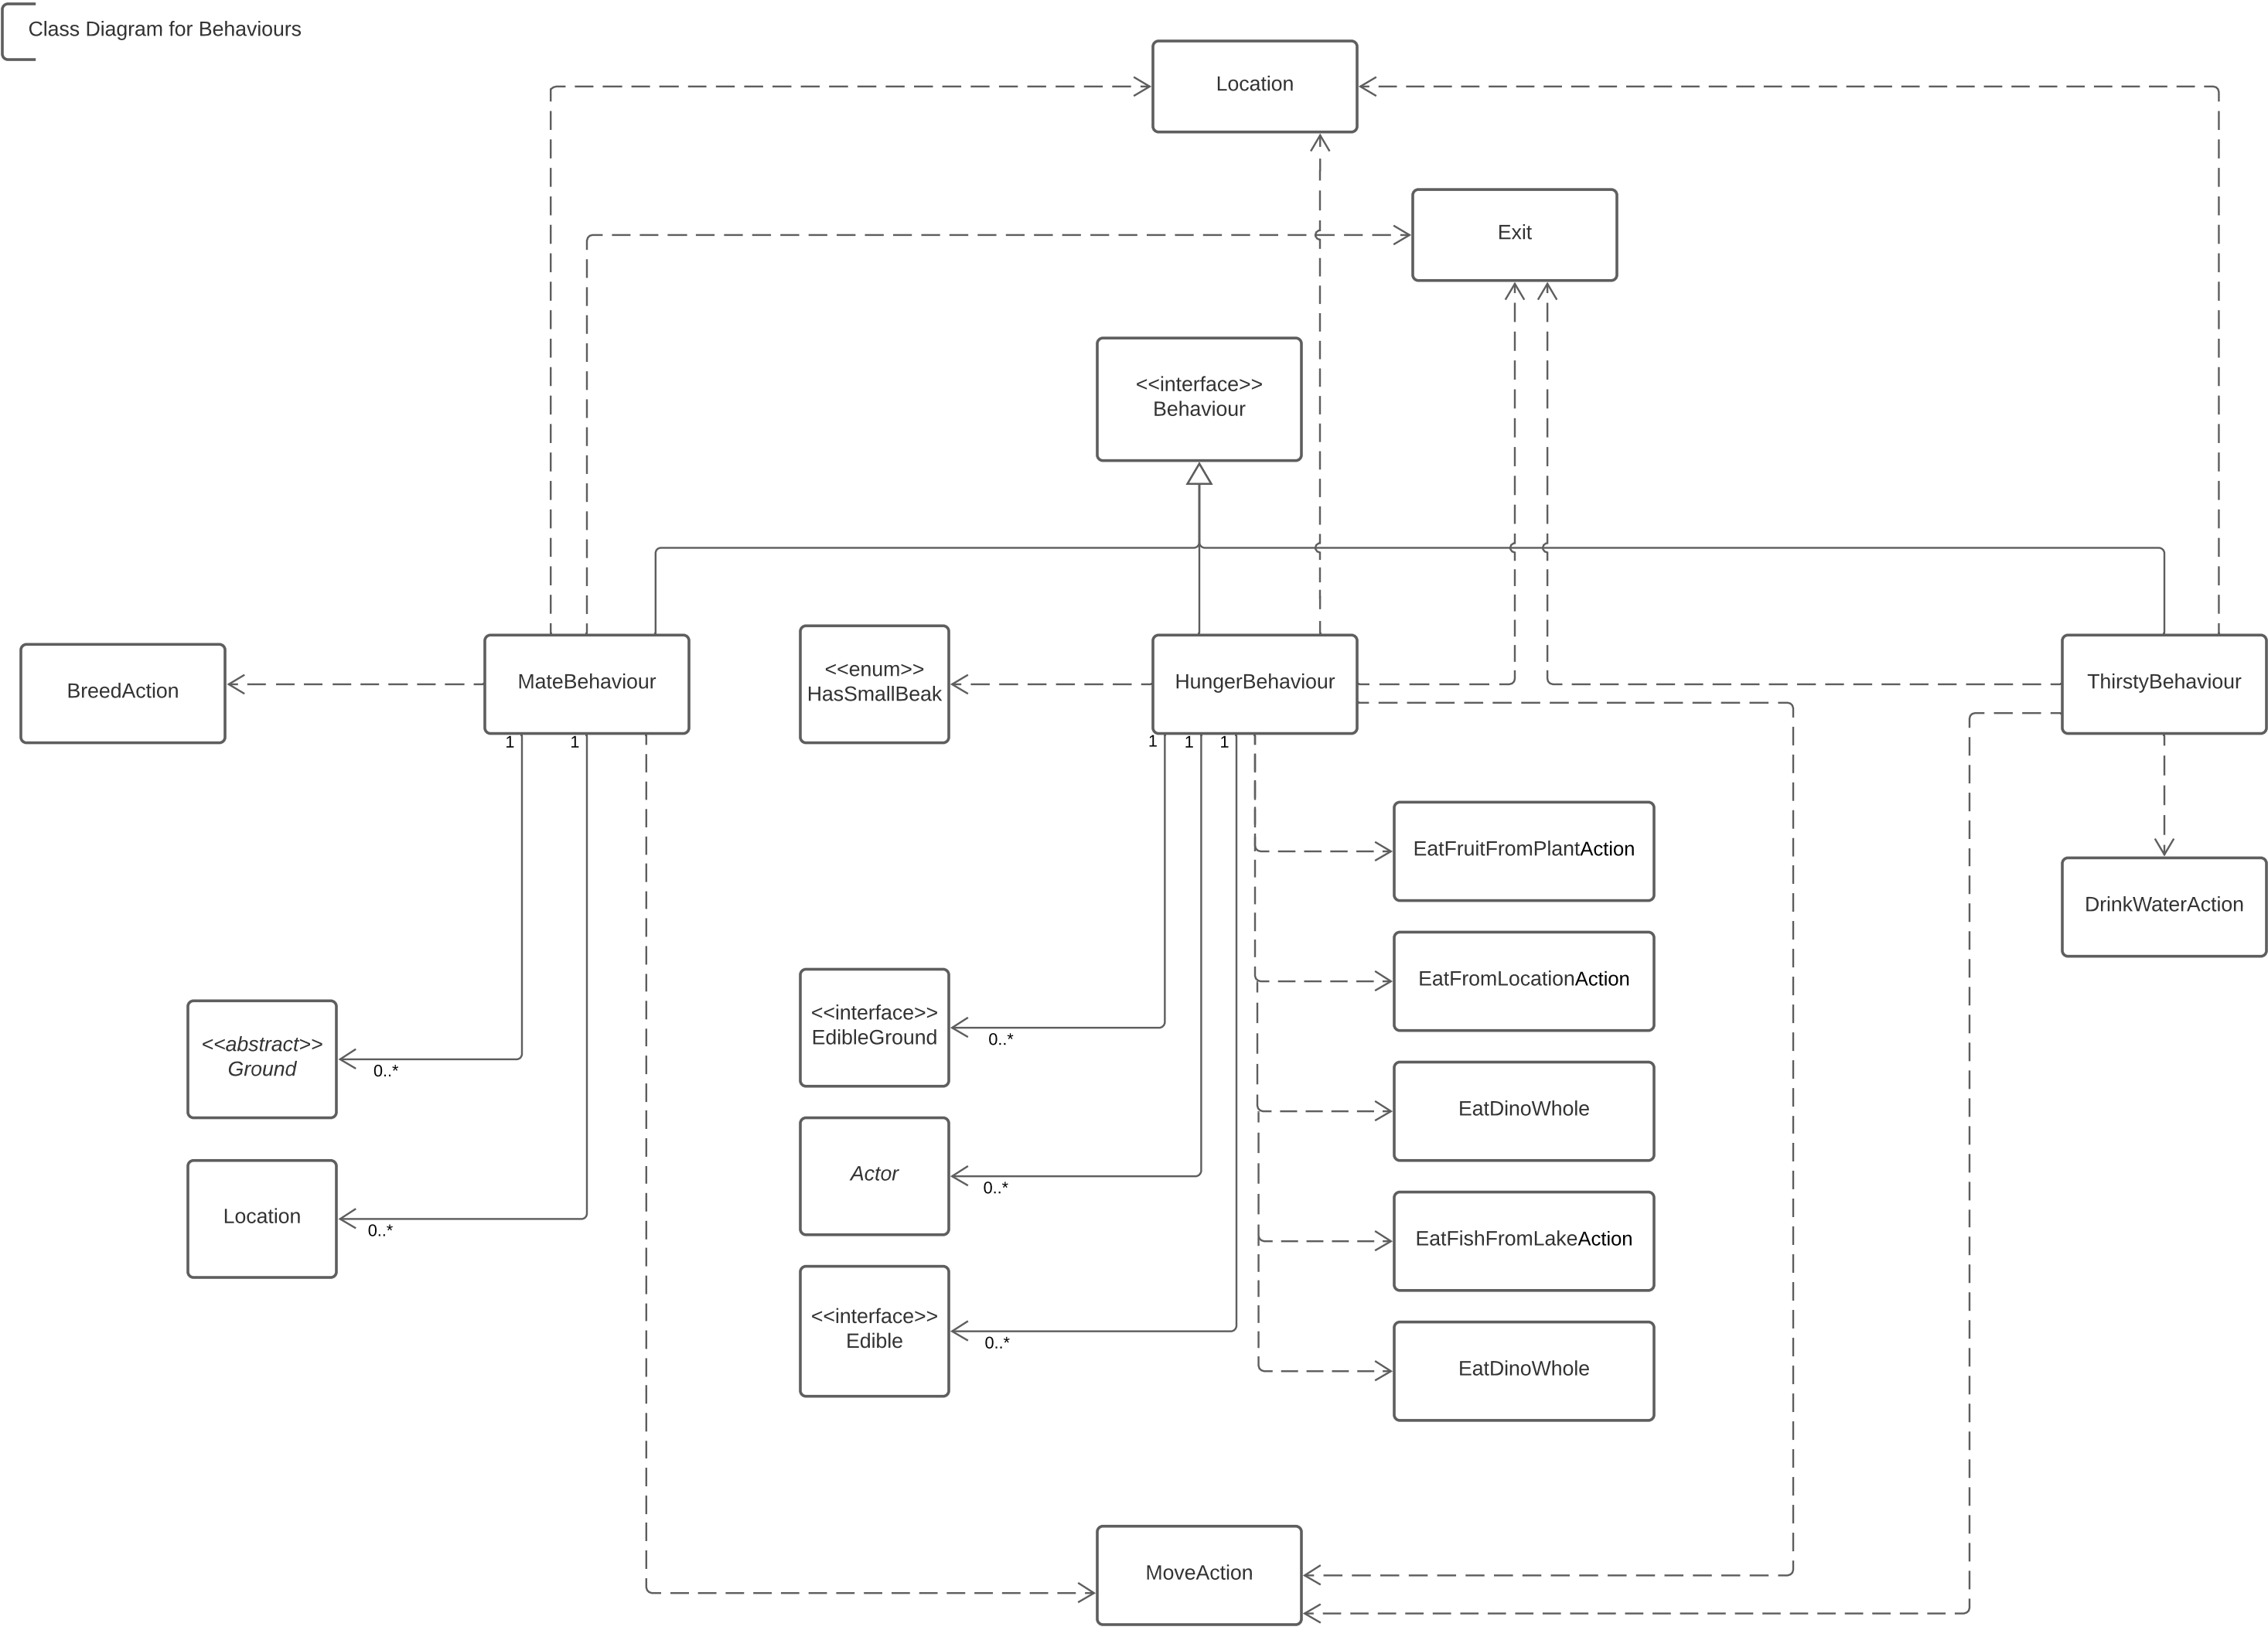 Class Diagram for Behaviours
Location
Exit
<<interface>>
Behaviour
BreedAction
MateBehaviour
<<enum>>
HasSmallBeak
HungerBehaviour
ThirstyBehaviour
1
1
1
1
1
EatFruitFromPlantAction
DrinkWaterAction
EatFromLocationAction
<<abstract>>
Ground
0..*
<<interface>>
EdibleGround
0..*
EatDinoWhole
Actor
0..*
Location
0..*
EatFishFromLakeAction
<<interface>>
Edible
0..*
EatDinoWhole
MoveAction